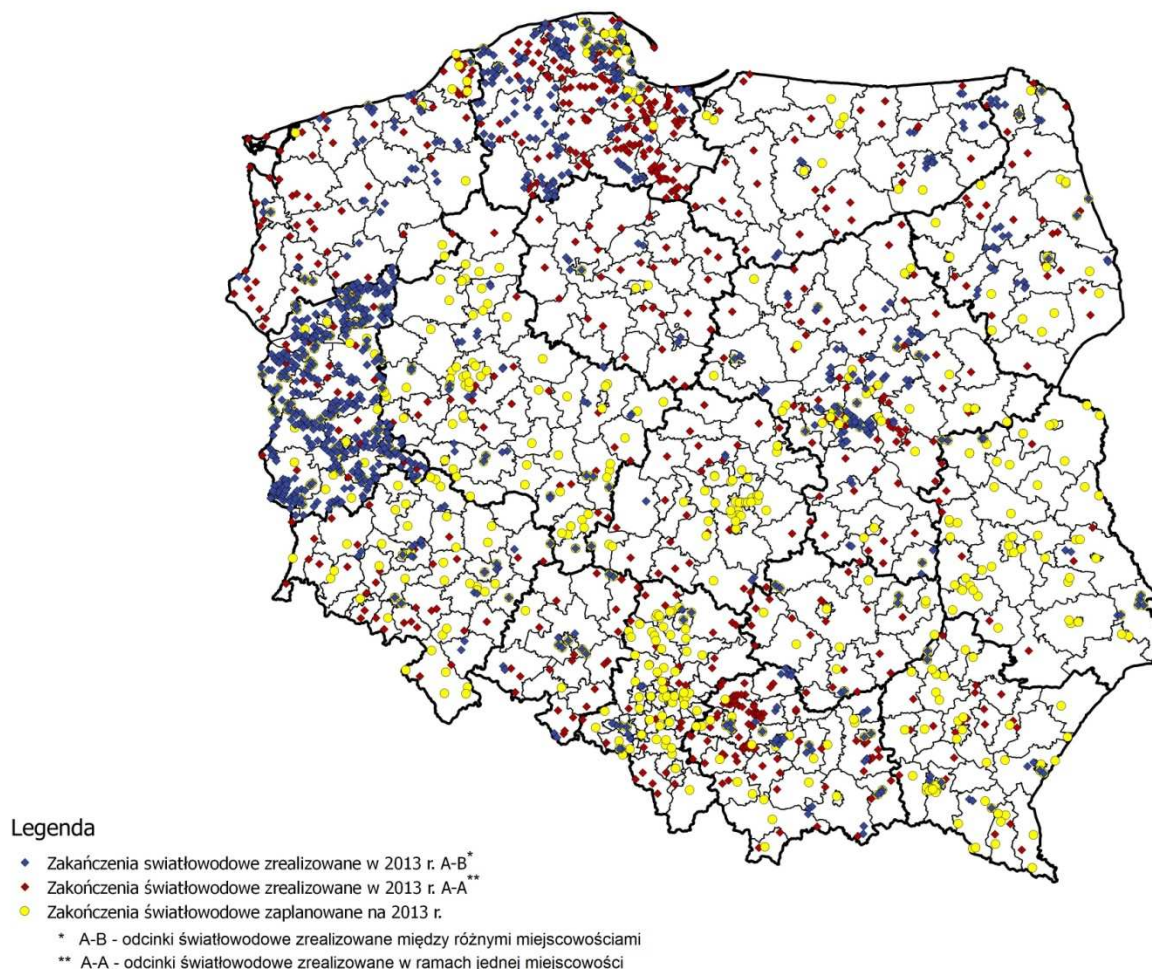 Legenda
Zakańczenia swiatłowodowe zrealizowane w 2013 r. A-B*
Zakończenia światłowodowe zrealizowane w 2013 r. A-A**
Zakończenia światłowodowe zaplanowane na 2013 r.
* A-B - odcinki światłowodowe zrealizowane między różnymi miejscowościami
** A-A - odcinki światłowodowe zrealizowane w ramach jednej miejscowości